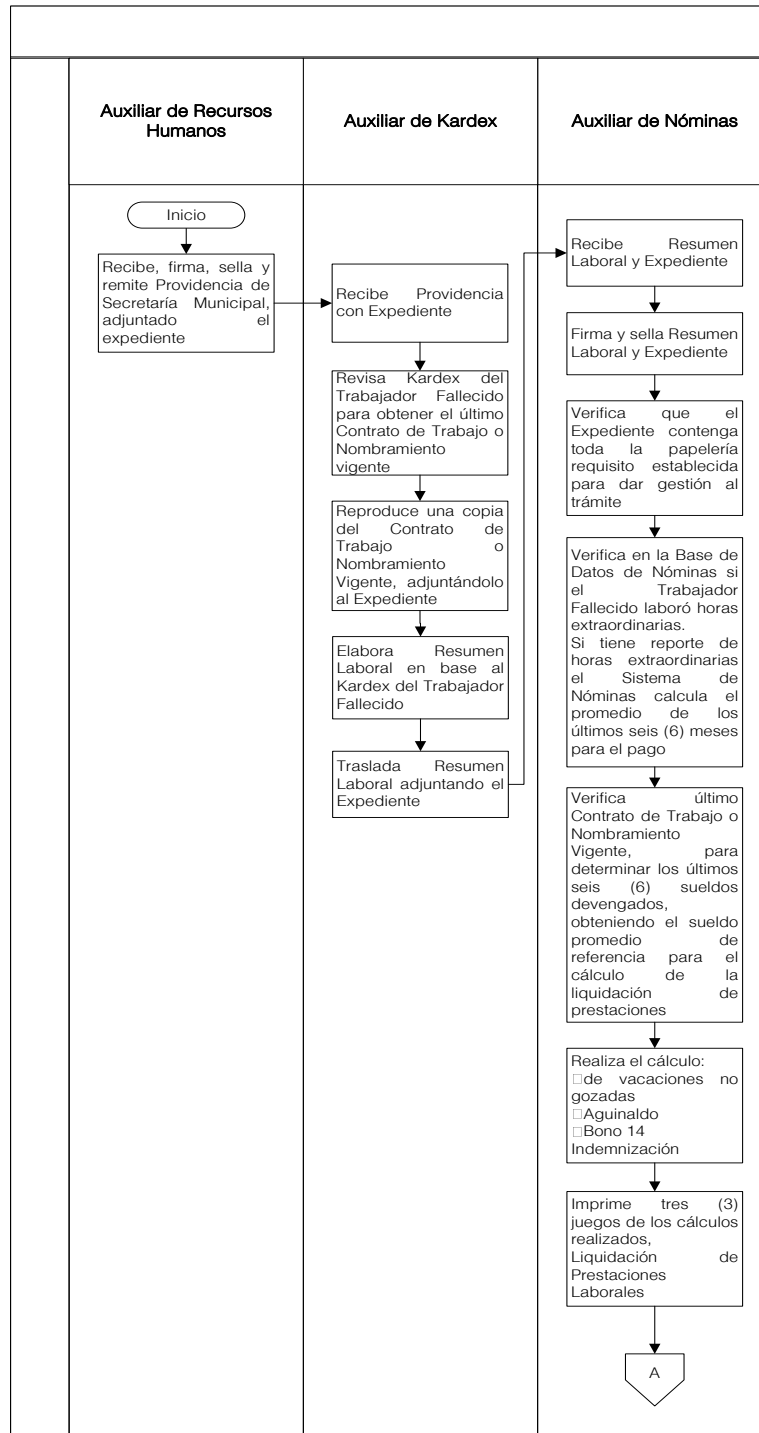 Auxiliar de Recursos
Humanos
Auxiliar de Kardex
Auxiliar de Nóminas
Inicio
Recibe, firma, sella y
remite Providencia de
Secretaría Municipal,
adjuntado el
expediente
Recibe Providencia
con Expediente
Revisa Kardex del
Trabajador Fallecido
para obtener el último
Contrato de Trabajo o
Nombramiento
vigente
Reproduce una copia
del Contrato de
Trabajo o
Nombramiento
Vigente, adjuntándolo
al Expediente
Elabora Resumen
Laboral en base al
Kardex del Trabajador
Fallecido
Traslada Resumen
Laboral adjuntando el
Expediente
Recibe Resumen
Laboral y Expediente
Firma y sella Resumen
Laboral y Expediente
Verifica que el
Expediente contenga
toda la papelería
requisito establecida
para dar gestión al
trámite
Verifica en la Base de
Datos de Nóminas si
el Trabajador
Fallecido laboró horas
extraordinarias.
Si tiene reporte de
horas extraordinarias
el Sistema de
Nóminas calcula el
promedio de los
últimos seis (6) meses
para el pago
Verifica último
Contrato de Trabajo o
Nombramiento
Vigente, para
determinar los últimos
seis (6) sueldos
devengados,
obteniendo el sueldo
promedio de
referencia para el
cálculo de la
liquidación de
prestaciones
Realiza el cálculo:
de vacaciones no
gozadas
Aguinaldo
Bono 14
Indemnización
Imprime tres (3)
juegos de los cálculos
realizados,
Liquidación de
Prestaciones
Laborales
A